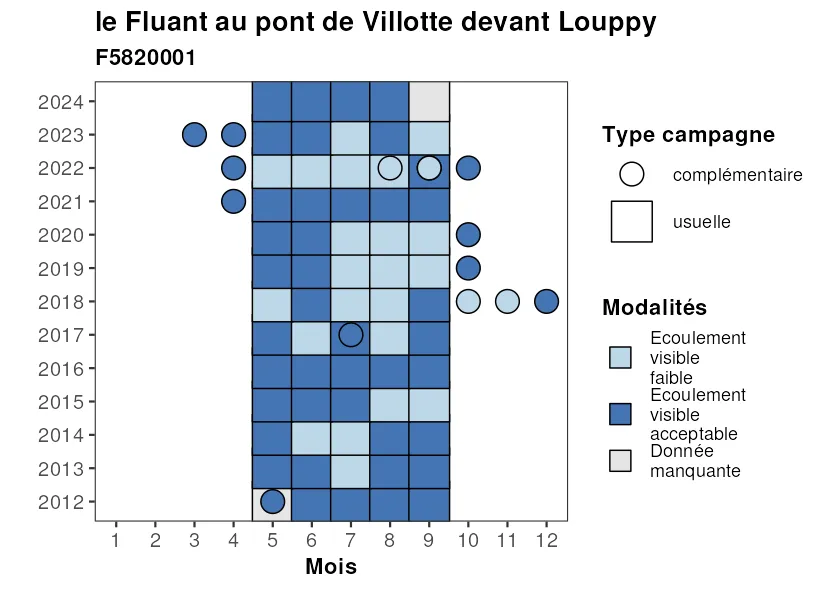 le Fluant au pont de Villotte devant Louppy
F5820001
2024
2023
2022
2021
2020
2019
2018
2017
2016
2015
2014
2013
2012
1 2 3 4 5 6 7 8 9 10 11 12
Mois
Type campagne
complémentaire
usuelle
Modalités
Ecoulement
visible
faible
Ecoulement
visible
acceptable
Donnée
manquante